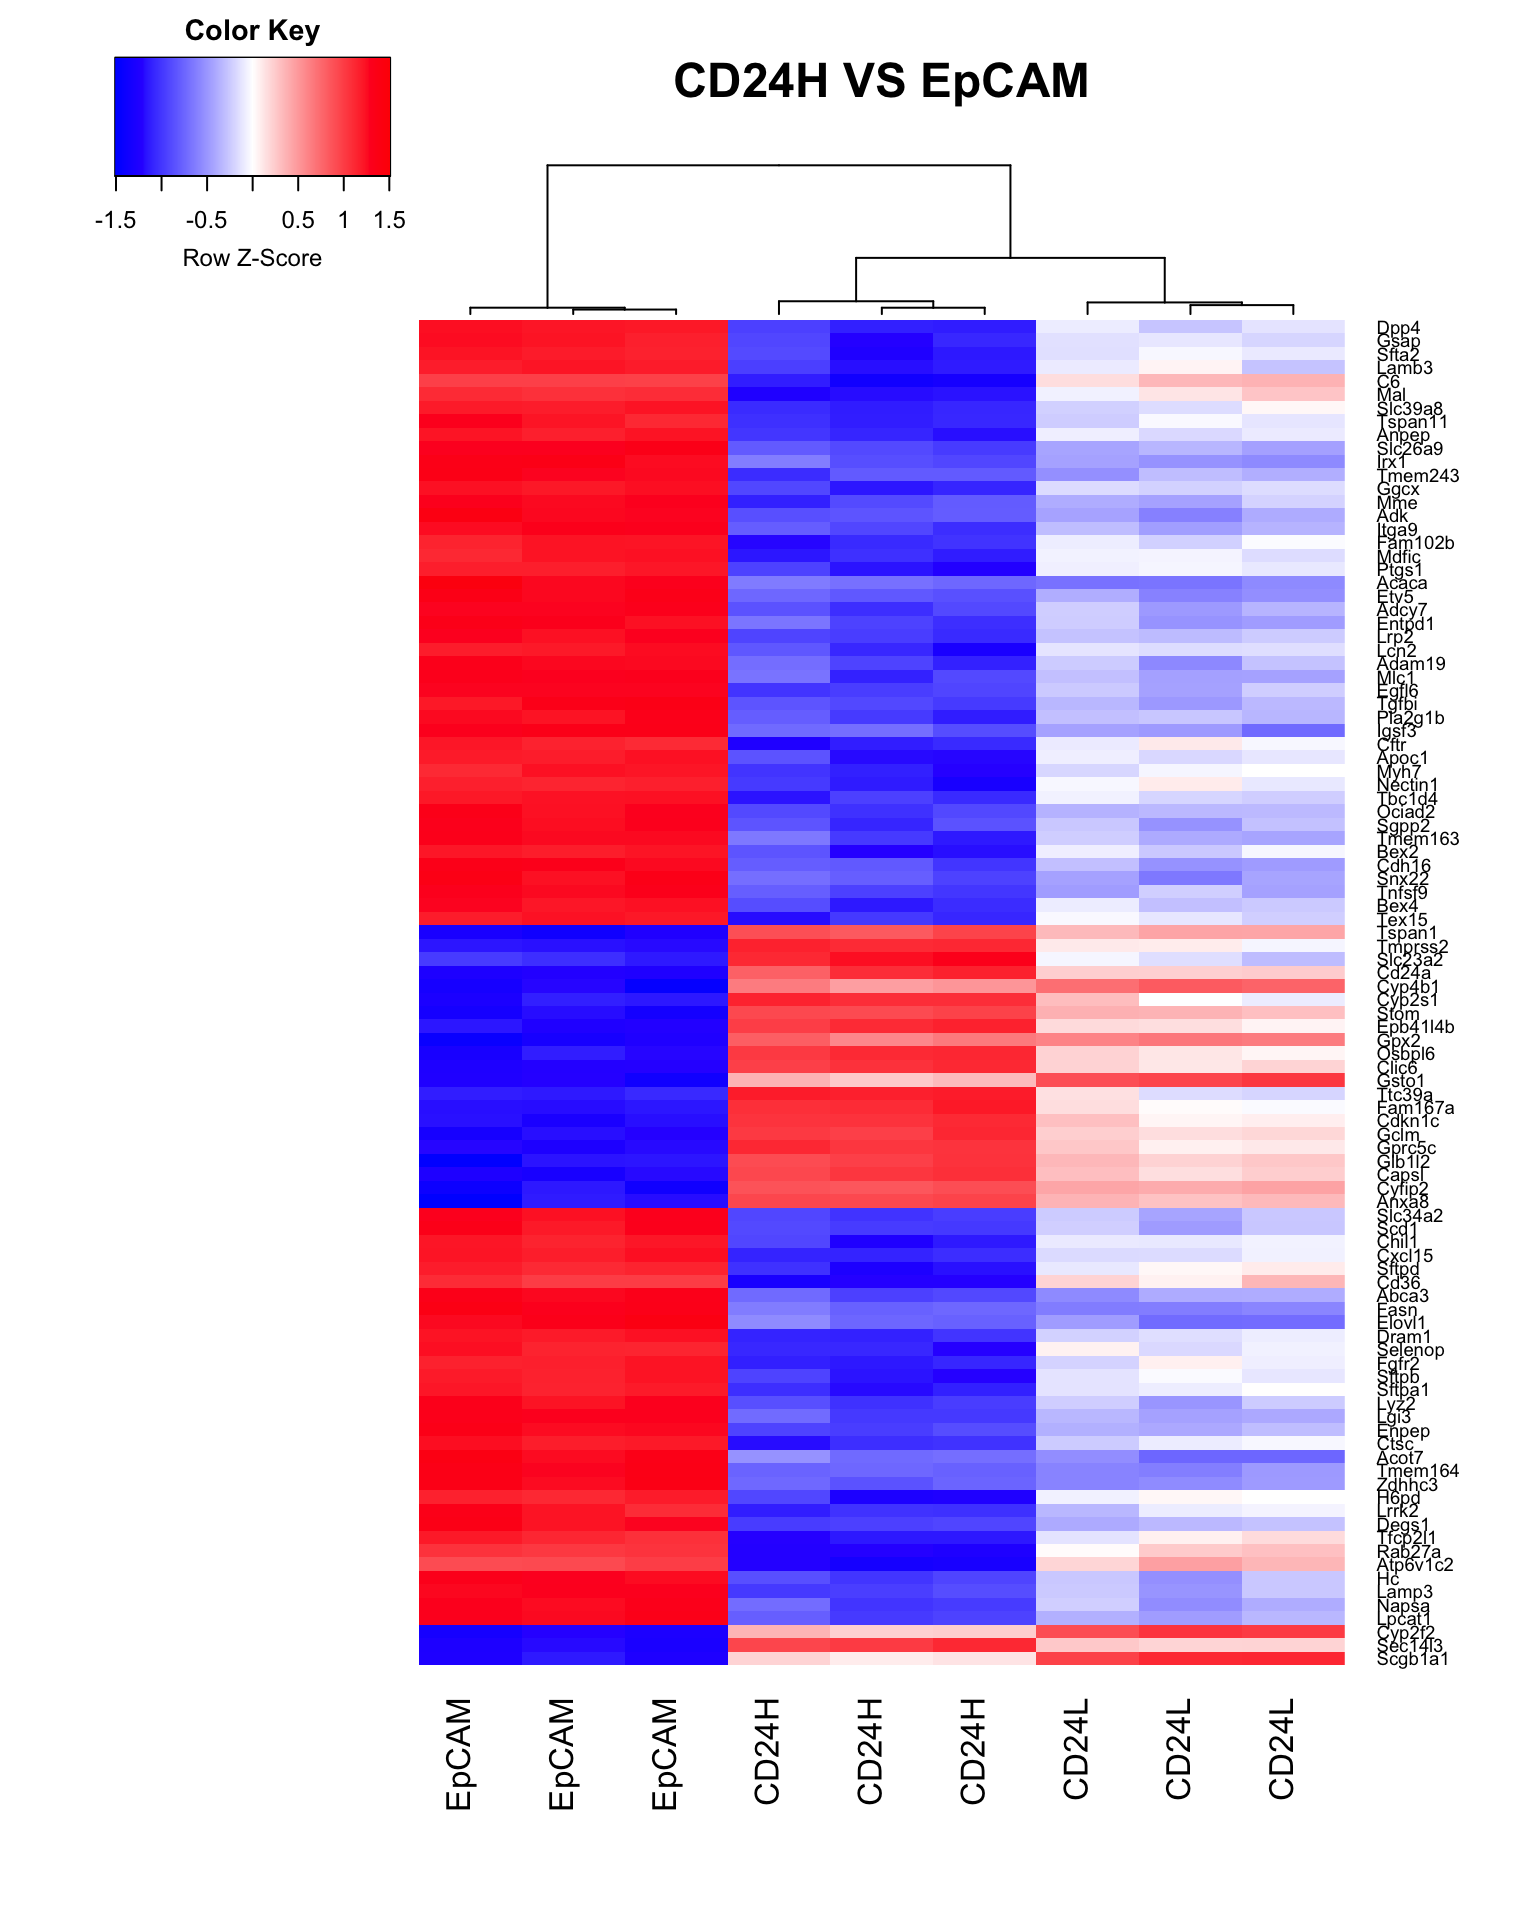 Color Key
CD24H VS EpCAM
-1.5 -0.5 0.5 1 1.5
Row Z-Score
Dpp4
Gsap
Sfta2
Lamb3
C6
Mal
Slc39a8
Tspan11
Anpep
Slc26a9
Irx1
Tmem243
Ggcx
Mme
Adk
Itga9
Fam102b
Mdfic
Ptgs1
Acaca
Etv5
Adcy7
Entpd1
Lrp2
Lcn2
Adam19
Mlc1
Egfl6
Tgfbi
Pla2g1b
Igsf3
Cftr
Apoc1
Myh7
Nectin1
Tbc1d4
Ociad2
Sgpp2
Tmem163
Bex2
Cdh16
Snx22
Tnfsf9
Bex4
Tex15
Tspan1
Tmprss2
Slc23a2
Cd24a
Cyp4b1
Cyp2s1
Stom
Epb41l4b
Gpx2
Osbpl6
Clic6
Gsto1
Ttc39a
Fam167a
Cdkn1c
Gclm
Gprc5c
Glb1l2
Capsl
Cyfip2
Anxa8
Slc34a2
Scd1
Chil1
Cxcl15
Sftpd
Cd36
Abca3
Fasn
Elovl1
Dram1
Selenop
Fgfr2
Sftpb
Sftpa1
Lyz2
Lgi3
Enpep
Ctsc
Acot7
Tmem164
Zdhhc3
H6pd
Lrrk2
Degs1
Tfcp2l1
Rab27a
Atp6v1c2
Hc
Lamp3
Napsa
Lpcat1
Cyp2f2
Sec14l3
Scgb1a1
EpCAM
EpCAM
EpCAM
CD24H
CD24H
CD24H
CD24L
CD24L
CD24L